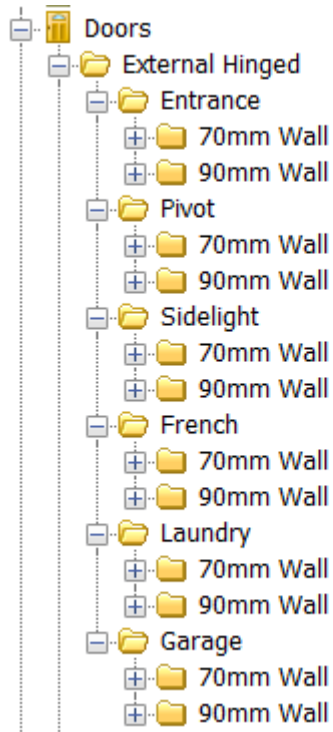 Doors
External Hinged
Entrance
70mm Wall
90mm Wall
Pivot
70mm Wall
90mm Wall
Sidelight
70mm Wall
90mm Wall
French
70mm Wall
90mm Wall
Laundry
70mm Wall
90mm Wall
Garage
70mm Wall
90mm Wall